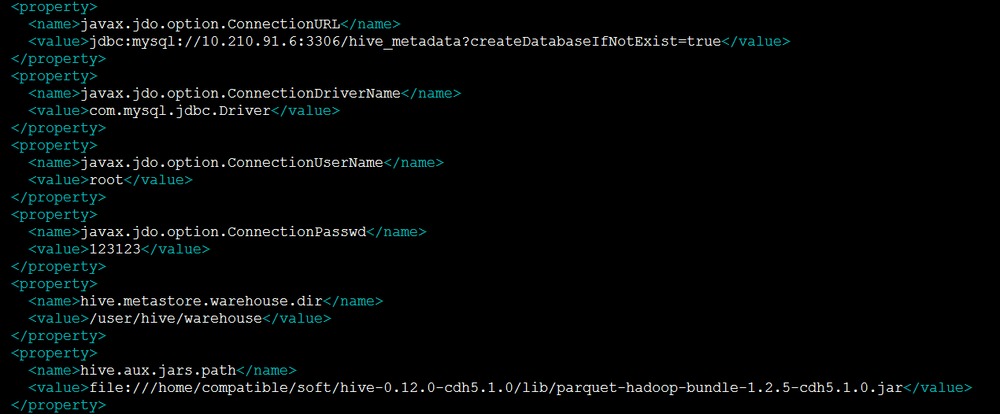 <property>
  <name>javax.jdo.option.ConnectionURL</name>
  <value>jdbc:mysql://10.210.91.6:3306/hive_metadata?createDatabaseIfNotExist=true</value>
</property>
<property>
  <name>javax.jdo.option.ConnectionDriverName</name>
  <value>com.mysql.jdbc.Driver</value>
</property>
<property>
  <name>javax.jdo.option.ConnectionUserName</name>
  <value>root</value>
</property>
<property>
  <name>javax.jdo.option.ConnectionPasswd</name>
  <value>123123</value>
</property>
<property>
  <name>hive.metastore.warehouse.dir</name>
  <value>/user/hive/warehouse</value>
</property>
<property>
  <name>hive.aux.jars.path</name>
  <value>file:///home/compatible/soft/hive-0.12.0-cdh5.1.0/lib/parquet-hadoop-bundle-1.2.5-cdh5.1.0.jar</value>
</property>